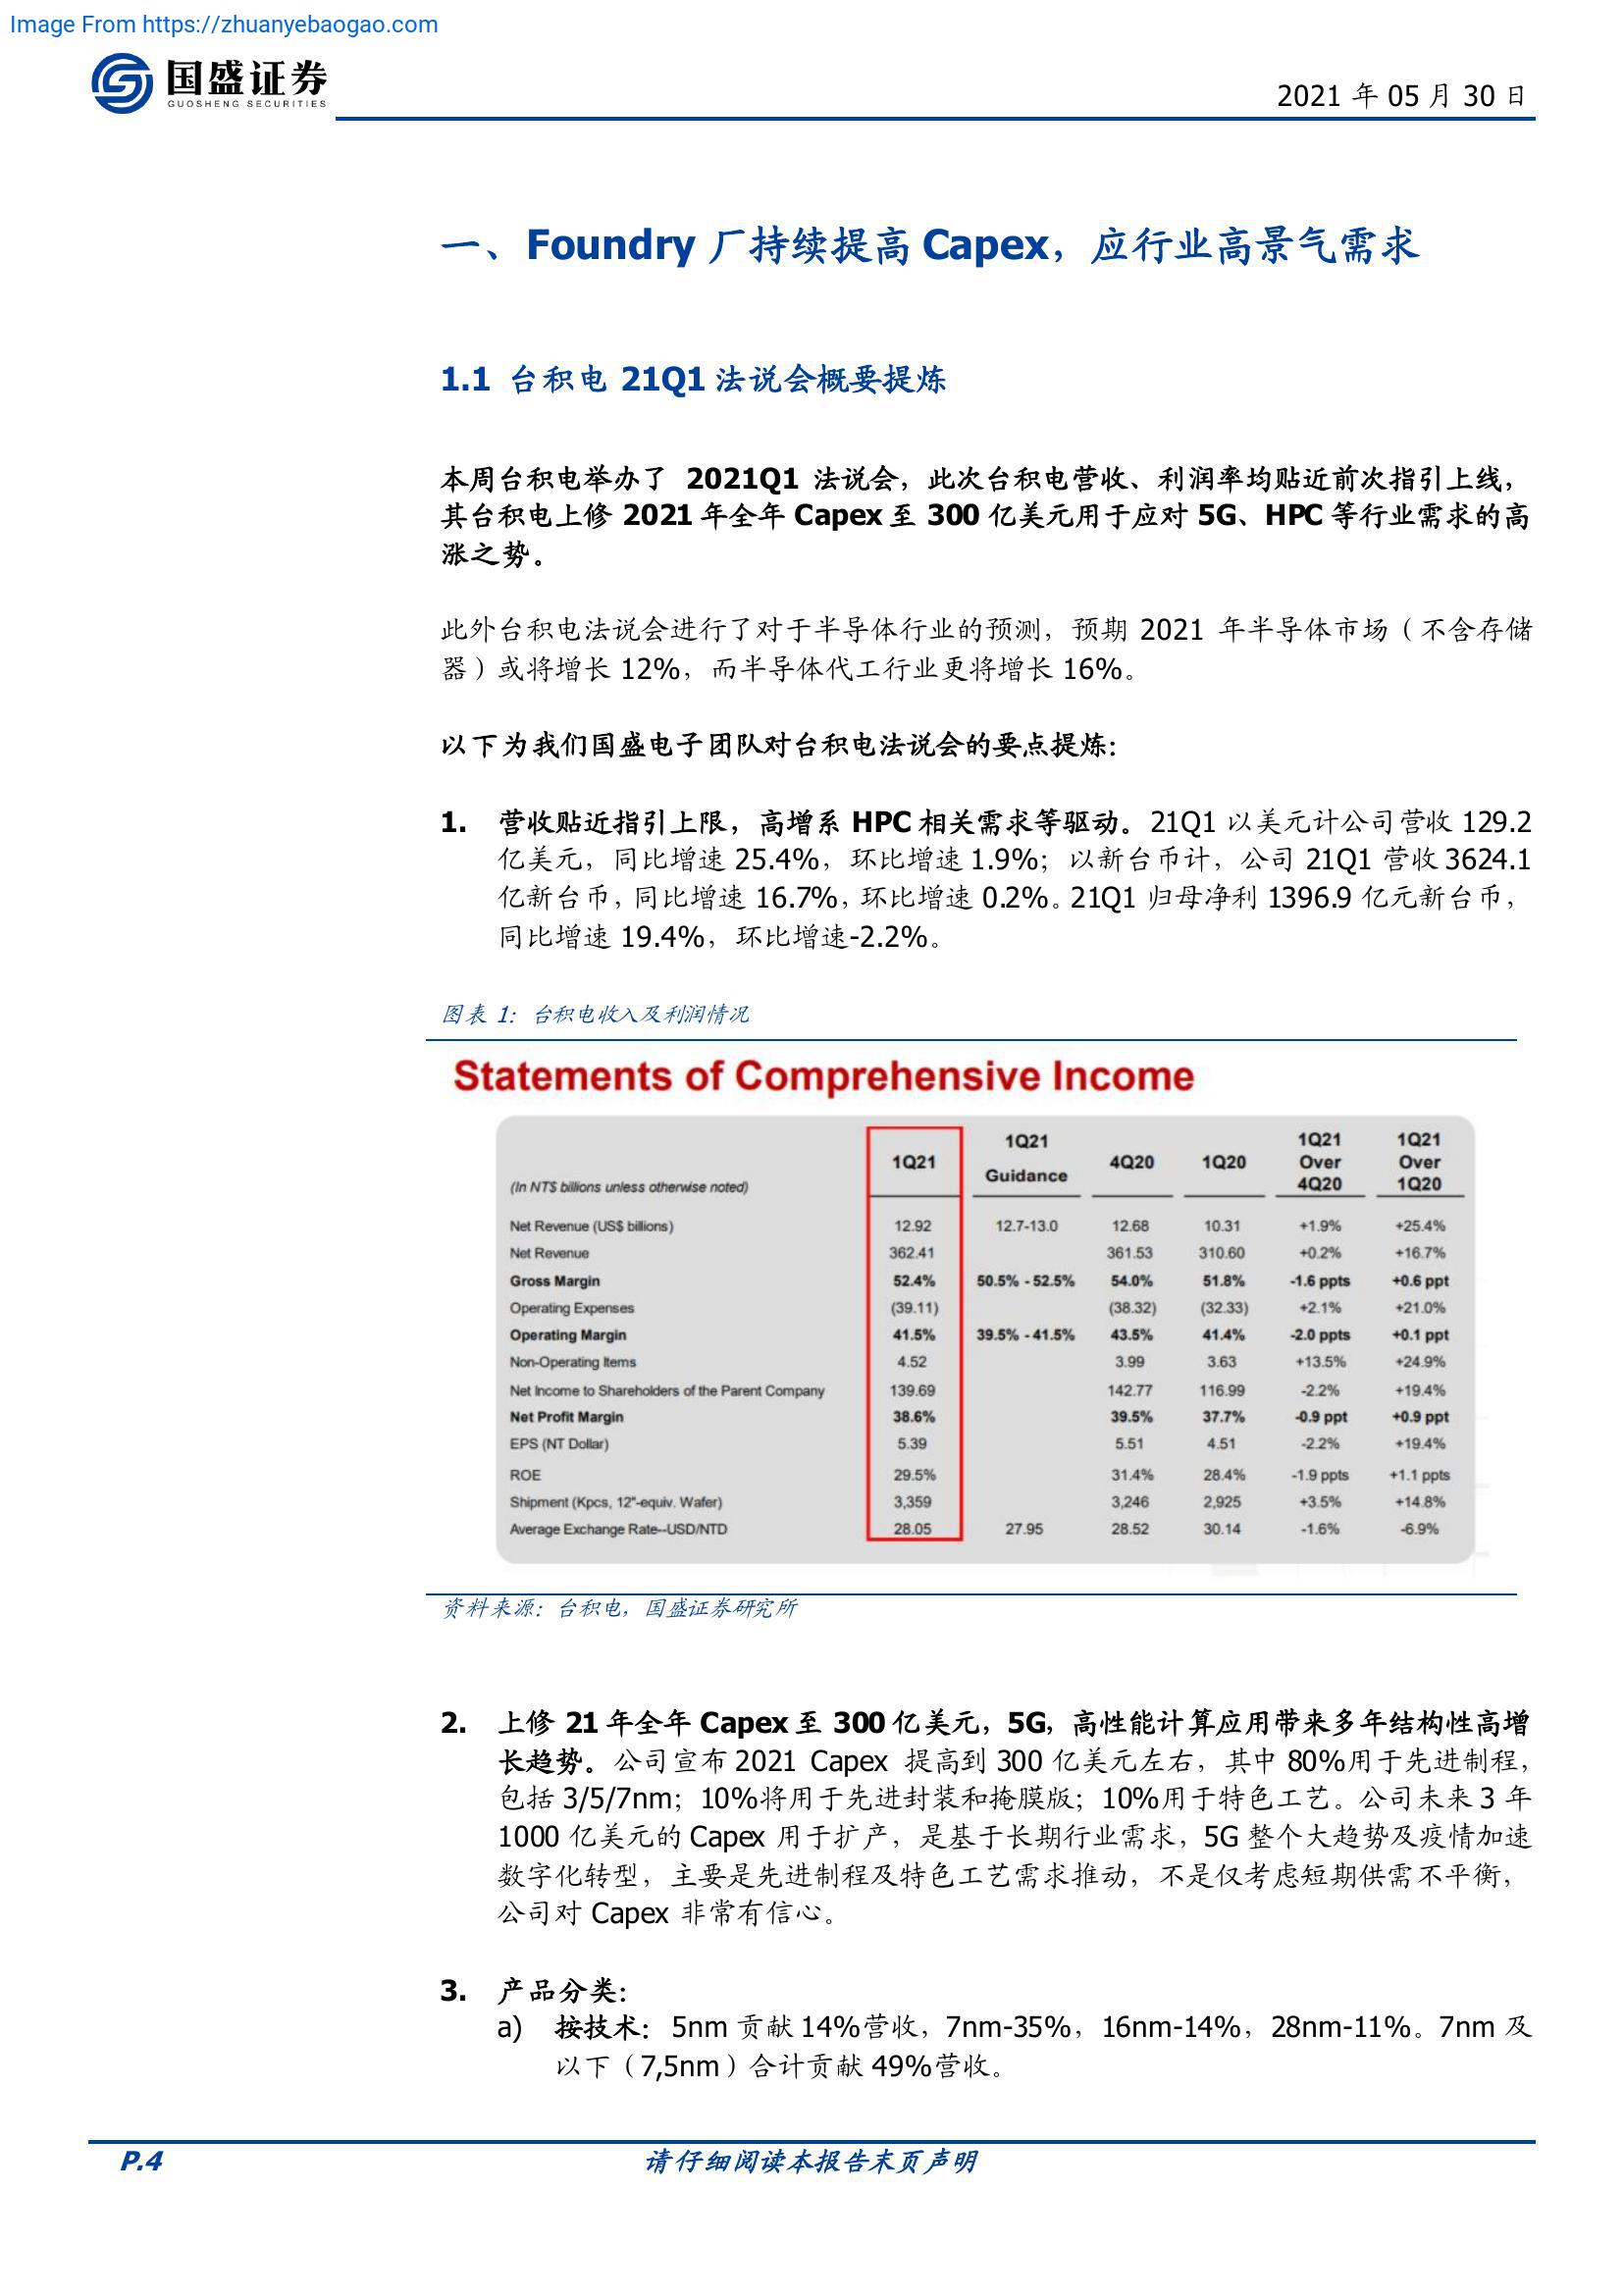 Image From https://zhuanyebaogao.com
国盛证券
GUOSHENG SECURITIES
2021 年 05 月 30 日
一、Foundry 厂持续提高 Capex，应行业高景气需求
1.1 台积电 21Q1 法说会概要提炼
本周台积电举办了 2021Q1 法说会，此次台积电营收、利润率均贴近前次指引上线，
其台积电上修 2021 年全年 Capex 至 300 亿美元用于应对 5G、HPC 等行业需求的高
涨之势。
此外台积电法说会进行了对于半导体行业的预测，预期 2021 年半导体市场（不含存储
器）或将增长 12%，而半导体代工行业更将增长 16%。
以下为我们国盛电子团队对台积电法说会的要点提炼：
1. 营收贴近指引上限，高增系 HPC 相关需求等驱动。21Q1 以美元计公司营收 129.2
亿美元，同比增速 25.4%，环比增速 1.9%；以新台币计，公司 21Q1 营收 3624.1
亿新台币，同比增速 16.7%，环比增速 0.2%。21Q1 归母净利 1396.9 亿元新台币，
同比增速 19.4%，环比增速-2.2%。
图表 1：台积电收入及利润情况
Statements of Comprehensive Income
(In NT$ billions unless otherwise noted) 1Q21 1Q21 Guidance 4Q20 1Q20 1Q21 Over 4Q20 1Q21 Over 1Q20
Net Revenue (US$ billions) 12.92 12.7-13.0 12.68 10.31 +1.9% +25.4%
Net Revenue 362.41 361.53 310.60 +0.2% +16.7%
Gross Margin 52.4% 50.5% - 52.5% 54.0% 51.8% -1.6 ppts +0.6 ppt
Operating Expenses (39.11) (38.32) (32.33) +2.1% +21.0%
Operating Margin 41.5% 39.5% - 41.5% 43.5% 41.4% -2.0 ppts +0.1 ppt
Non-Operating Items 4.52 3.99 3.63 +13.5% +24.9%
Net Income to Shareholders of the Parent Company 139.69 142.77 116.99 -2.2% +19.4%
Net Profit Margin 38.6% 39.5% 37.7% -0.9 ppt +0.9 ppt
EPS (NT Dollar) 5.39 5.51 4.51 -2.2% +19.4%
ROE 29.5% 31.4% 28.4% -1.9 ppts +1.1 ppts
Shipment (Kpcs, 12"-equiv. Wafer) 3,359 3,246 2,925 +3.5% +14.8%
Average Exchange Rate--USD/NTD 28.05 27.95 28.52 30.14 -1.6% -6.9%
资料来源：台积电，国盛证券研究所
2. 上修 21 年全年 Capex 至 300 亿美元，5G，高性能计算应用带来多年结构性高增
长趋势。公司宣布 2021 Capex 提高到 300 亿美元左右，其中 80%用于先进制程，
包括 3/5/7nm；10%将用于先进封装和掩膜版；10%用于特色工艺。公司未来 3 年
1000 亿美元的 Capex 用于扩产，是基于长期行业需求，5G 整个大趋势及疫情加速
数字化转型，主要是先进制程及特色工艺需求推动，不是仅考虑短期供需不平衡，
公司对 Capex 非常有信心。
3. 产品分类：
a) 按技术：5nm 贡献 14%营收，7nm-35%，16nm-14%，28nm-11%。7nm 及
以下（7,5nm）合计贡献 49%营收。
P.4
请仔细阅读本报告末页声明